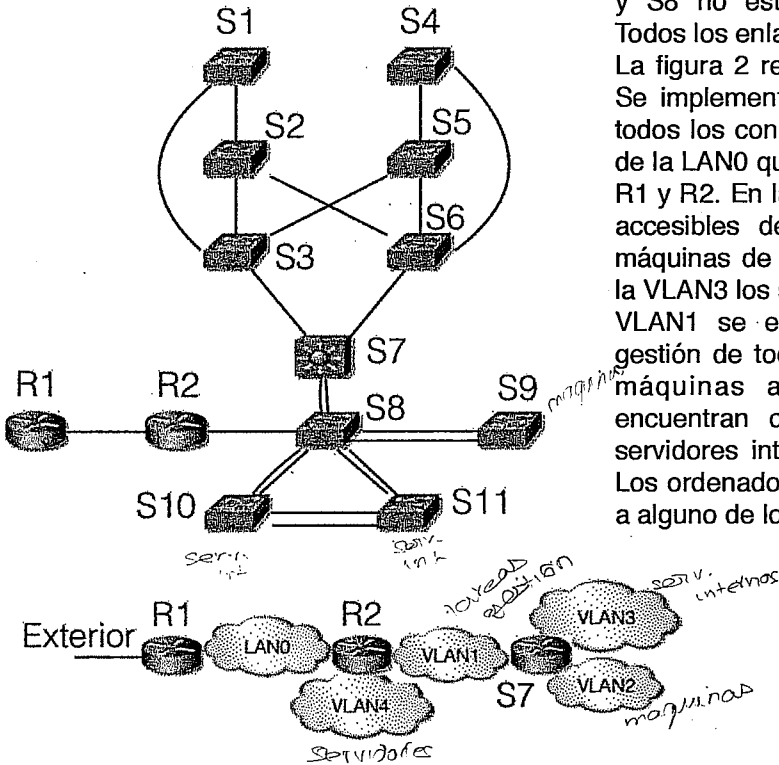 S1
S4
S2
S5
S3
S6
S7
R1
R2
S8
S9
maquinas
S10
S11
serv. int
serv. int
y S8 no est
Todos los enla
La figura 2 re
Se implement
todos los con
de la LAN0 qu
R1 y R2. En l
accesibles de
máquinas de
la VLAN3 los
VLAN1 se e
gestión de to
máquinas a
encuentran c
servidores int
Los ordenado
a alguno de lo
tareas gestión
serv. internos
Exterior
R1
LAN0
R2
VLAN1
S7
VLAN3
VLAN2
VLAN4
maquinas
Servidores